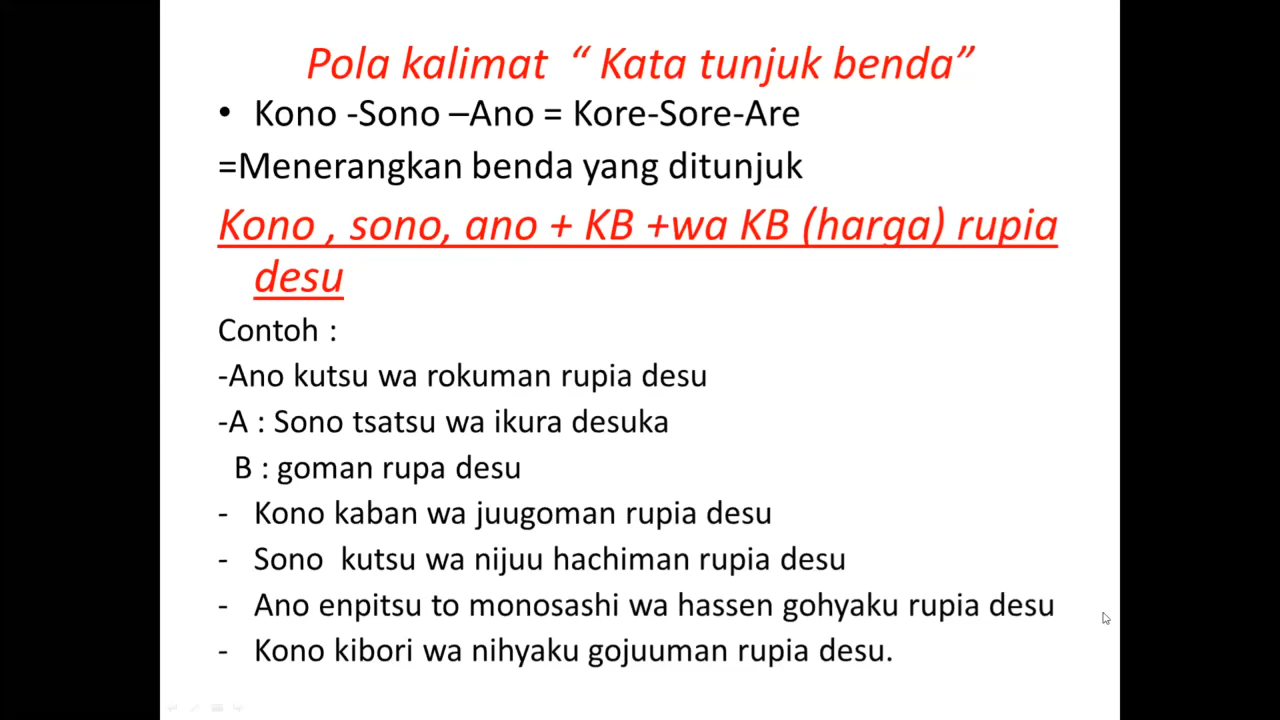 Pola kalimat “ Kata tunjuk benda”
• Kono -Sono –Ano = Kore-Sore-Are
=Menerangkan benda yang ditunjuk
Kono , sono, ano + KB +wa KB (harga) rupia
desu
Contoh :
-Ano kutsu wa rokuman rupia desu
-A : Sono tsatsu wa ikura desuka
B : goman rupa desu
- Kono kaban wa juugoman rupia desu
- Sono kutsu wa nijuu hachiman rupia desu
- Ano enpitsu to monosashi wa hassen gohyaku rupia desu
- Kono kibori wa nihyaku gojuuman rupia desu.